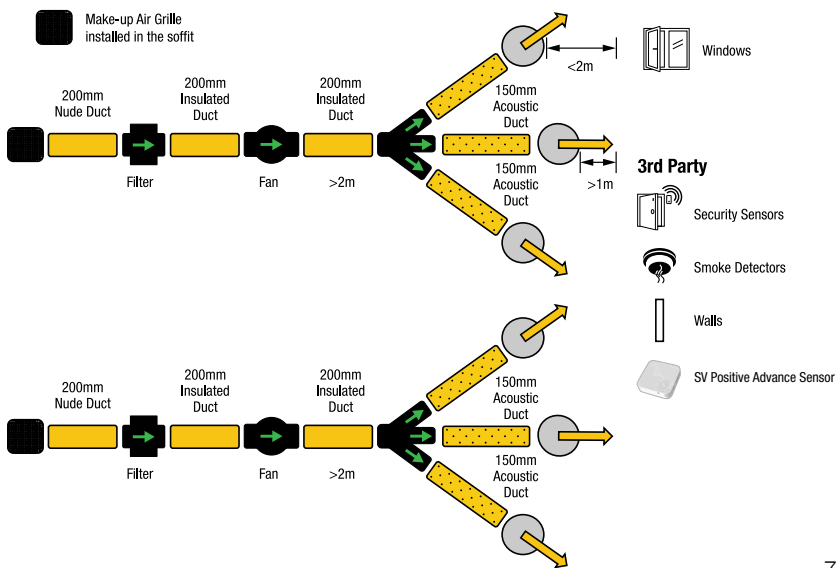 Make-up Air Grille
installed in the soffit
Windows
<2m
200mm
Nude Duct
200mm
Insulated
Duct
200mm
Insulated
Duct
150mm
Acoustic
Duct
150mm
Acoustic
Duct
>1m
Filter
Fan
>2m
3rd Party
Security Sensors
Smoke Detectors
Walls
SV Positive Advance Sensor
200mm
Nude Duct
200mm
Insulated
Duct
200mm
Insulated
Duct
150mm
Acoustic
Duct
150mm
Acoustic
Duct
Filter
Fan
>2m